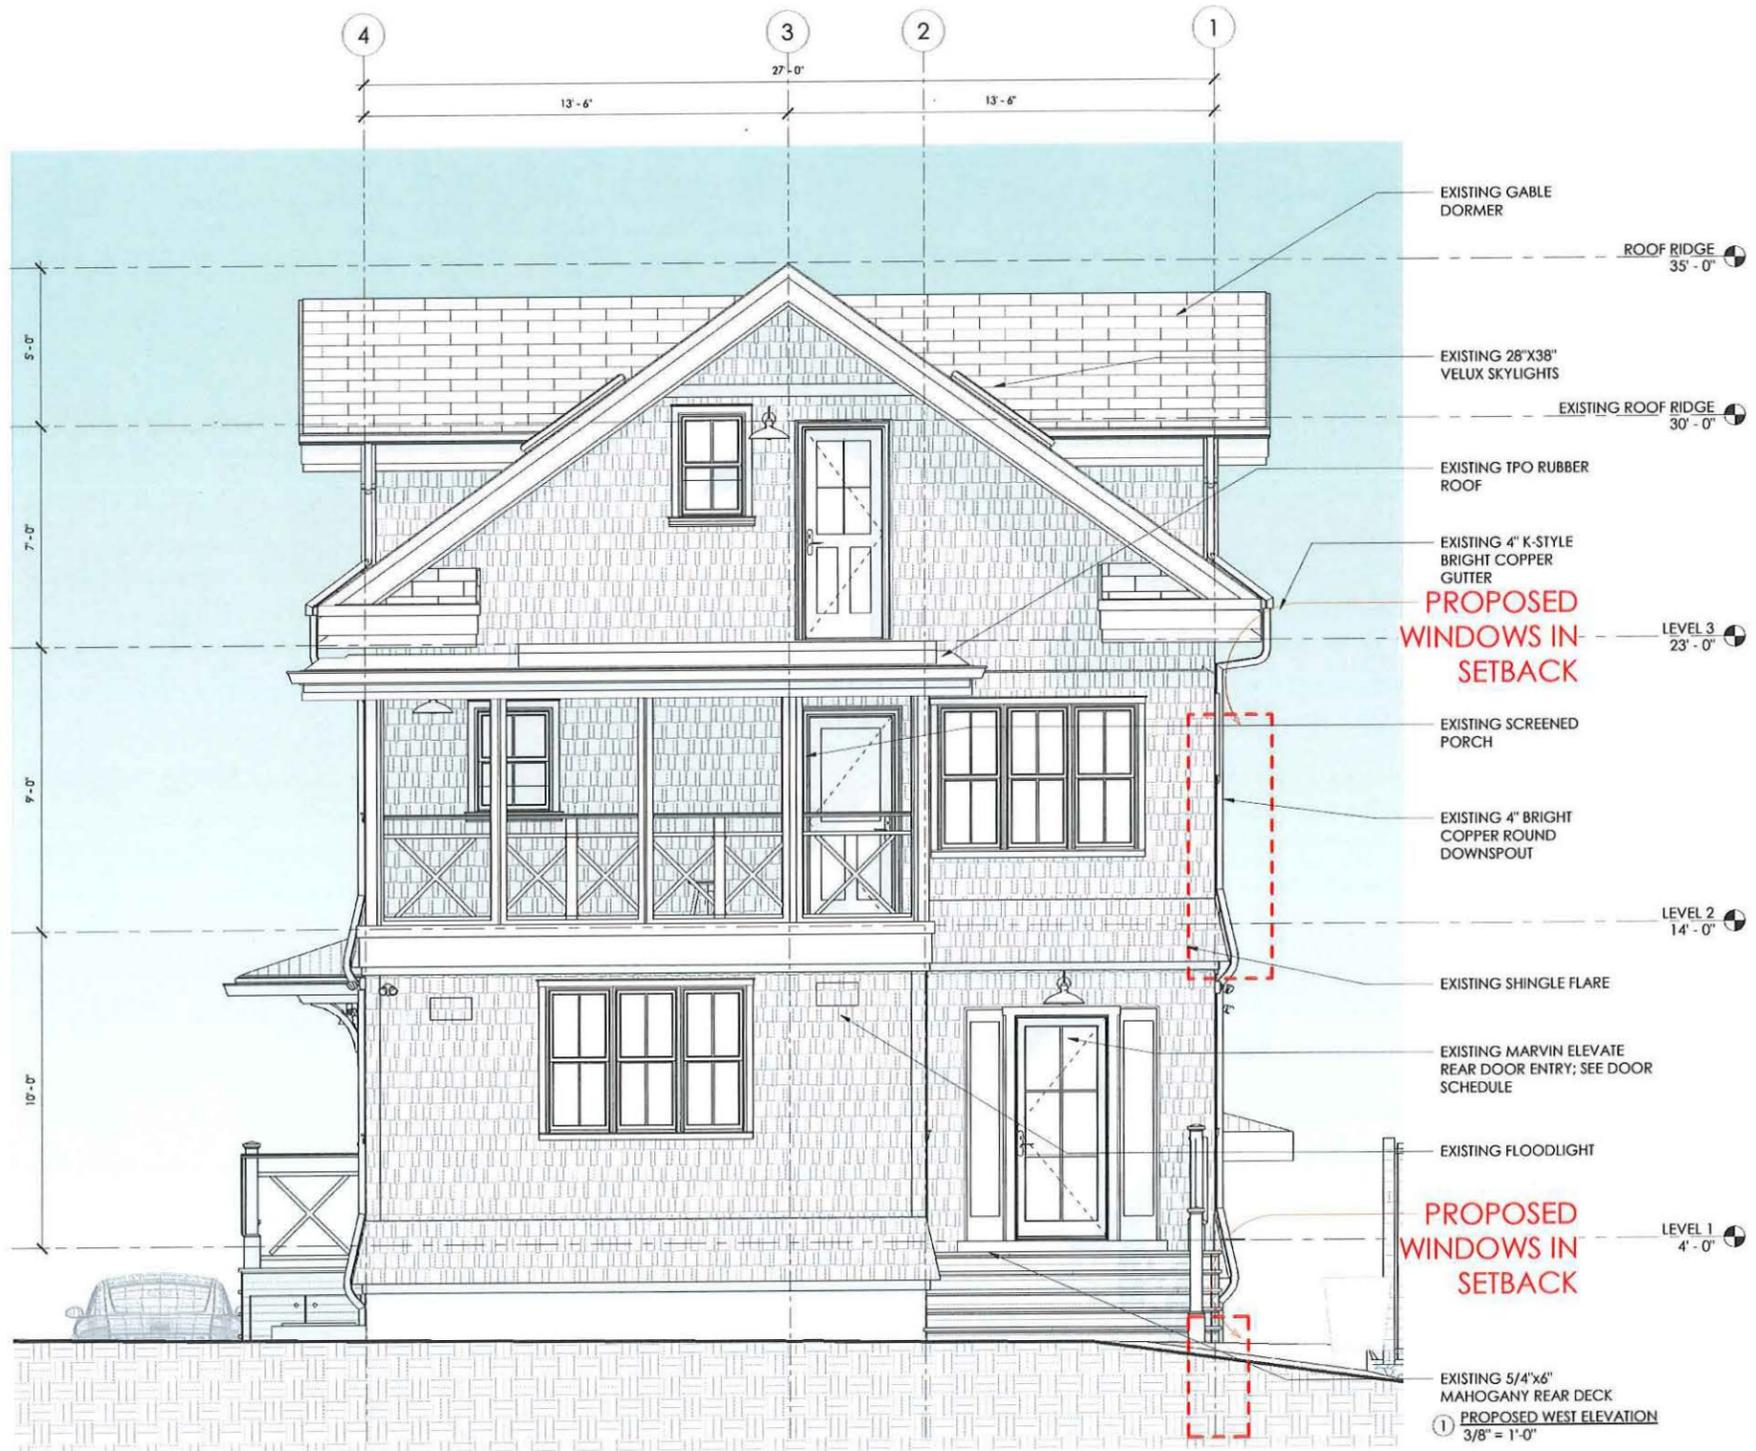 4
3
2
1
27'-0"
13'-6"
13'-6"
EXISTING GABLE
DORMER
ROOF RIDGE
35' - 0"
5'-0"
EXISTING 28"X38"
VELUX SKYLIGHTS
EXISTING ROOF RIDGE
30' - 0"
EXISTING TPO RUBBER
ROOF
7'-0"
EXISTING 4" K-STYLE
BRIGHT COPPER
GUTTER
PROPOSED
WINDOWS IN
SETBACK
LEVEL 3
23' - 0"
EXISTING SCREENED
PORCH
9'-0"
EXISTING 4" BRIGHT
COPPER ROUND
DOWNSPOUT
LEVEL 2
14' - 0"
EXISTING SHINGLE FLARE
EXISTING MARVIN ELEVATE
REAR DOOR ENTRY; SEE DOOR
SCHEDULE
10'-0"
EXISTING FLOODLIGHT
PROPOSED
WINDOWS IN
SETBACK
LEVEL 1
4' - 0"
EXISTING 5/4"x6"
MAHOGANY REAR DECK
1 PROPOSED WEST ELEVATION
3/8" = 1'-0"